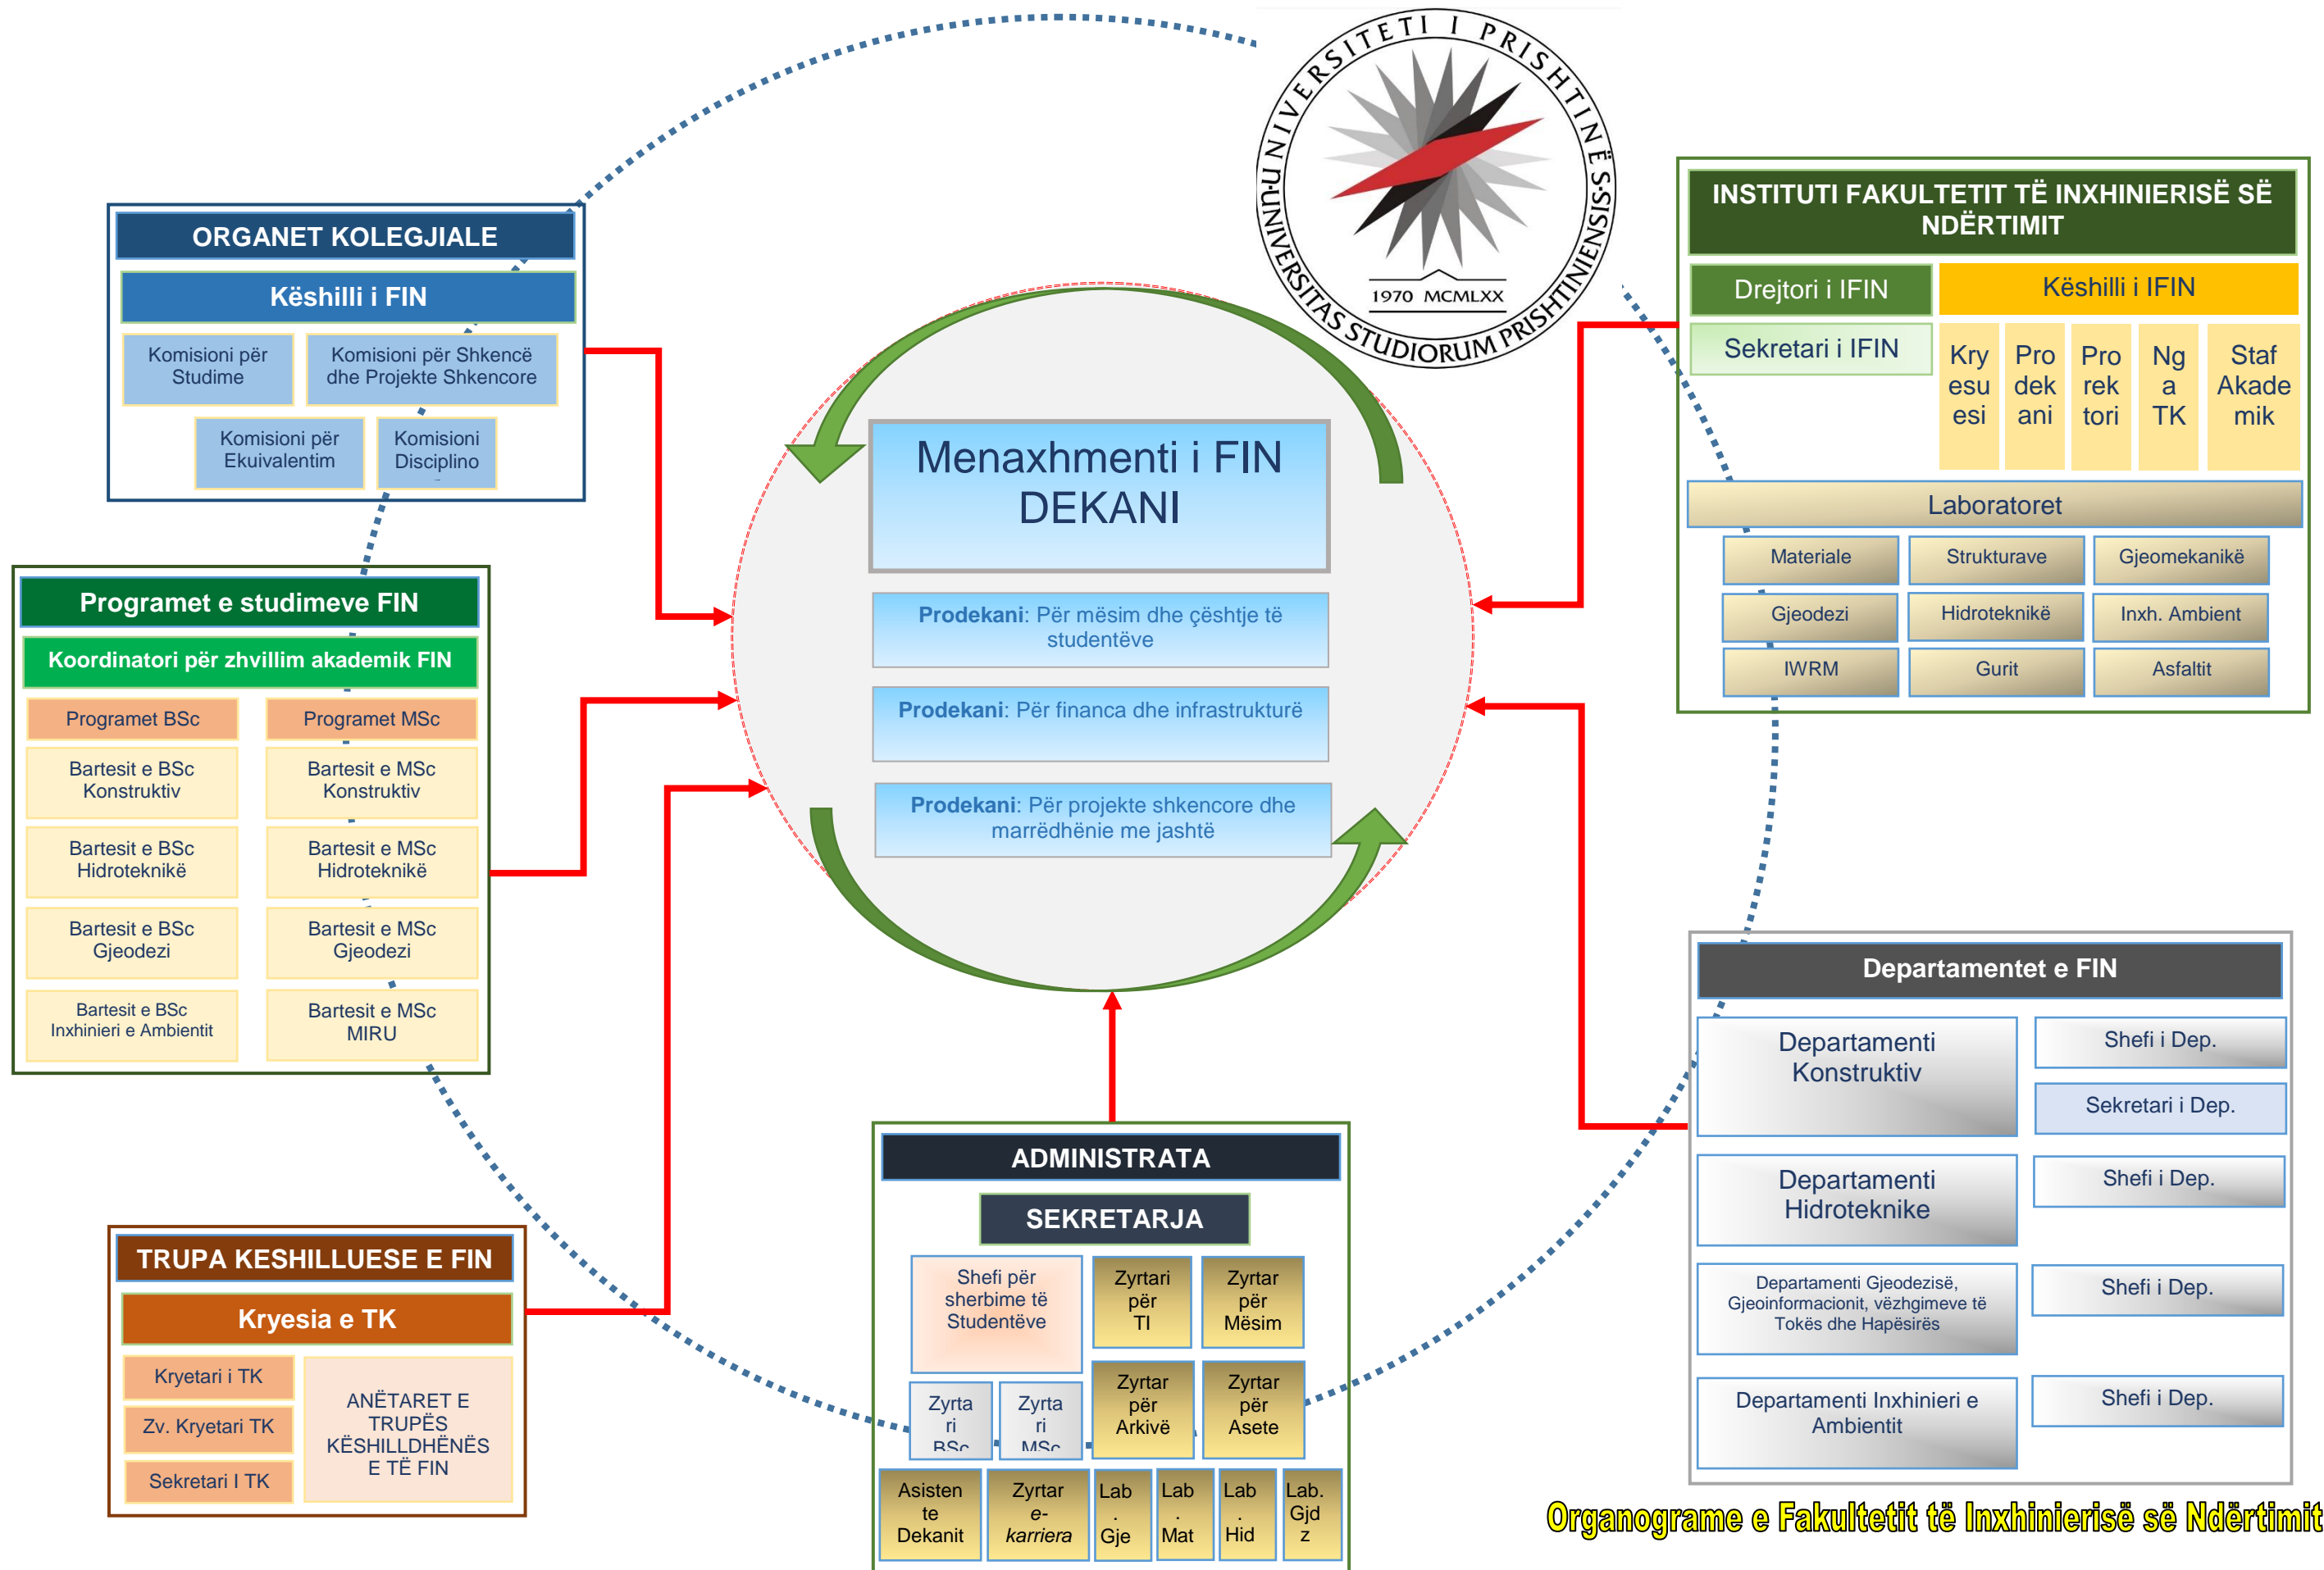 UNIVERSITETI I PRISHTINËS
UNIVERSITAS STUDIORUM PRISHTINIENSIS
1970 MCMLXX
ORGANET KOLEGJIALE
Këshilli i FIN
Komisioni për
Studime
Komisioni për Shkencë
dhe Projekte Shkencore
Komisioni për
Ekuivalentim
Komisioni
Disciplino
Programet e studimeve FIN
Koordinatori për zhvillim akademik FIN
Programet BSc
Programet MSc
Bartesit e BSc
Konstruktiv
Bartesit e MSc
Konstruktiv
Bartesit e BSc
Hidroteknikë
Bartesit e MSc
Hidroteknikë
Bartesit e BSc
Gjeodezi
Bartesit e MSc
Gjeodezi
Bartesit e BSc
Inxhinieri e Ambientit
Bartesit e MSc
MIRU
TRUPA KESHILLUESE E FIN
Kryesia e TK
Kryetari i TK
Zv. Kryetari TK
Sekretari I TK
ANËTARET E
TRUPËS
KËSHILLDHËNËS
E TË FIN
Menaxhmenti i FIN
DEKANI
Prodekani: Për mësim dhe çështje të
studentëve
Prodekani: Për financa dhe infrastrukturë
Prodekani: Për projekte shkencore dhe
marrëdhënie me jashtë
ADMINISTRATA
SEKRETARJA
Shefi për
sherbime të
Studentëve
Zyrtari
për
TI
Zyrtar
për
Mësim
Zyrta
ri
BSc
Zyrta
ri
MSc
Zyrtar
për
Arkivë
Zyrtar
për
Asete
Asisten
te
Dekanit
Zyrtar
e-
karriera
Lab
.
Gje
Lab
.
Mat
Lab
.
Hid
Lab.
Gjd
z
INSTITUTI FAKULTETIT TË INXHINIERISË SË
NDËRTIMIT
Drejtori i IFIN
Sekretari i IFIN
Këshilli i IFIN
Kry
esu
esi
Pro
dek
ani
Pro
rek
tori
Ng
a
TK
Staf
Akade
mik
Laboratoret
Materiale
Strukturave
Gjeomekanikë
Gjeodezi
Hidroteknikë
Inxh. Ambient
IWRM
Gurit
Asfaltit
Departamentet e FIN
Departamenti
Konstruktiv
Shefi i Dep.
Sekretari i Dep.
Departamenti
Hidroteknike
Shefi i Dep.
Departamenti Gjeodezisë,
Gjeoinformacionit, vëzhgimeve të
Tokës dhe Hapësirës
Shefi i Dep.
Departamenti Inxhinieri e
Ambientit
Shefi i Dep.
Organograme e Fakultetit të Inxhinierisë së Ndërtimit